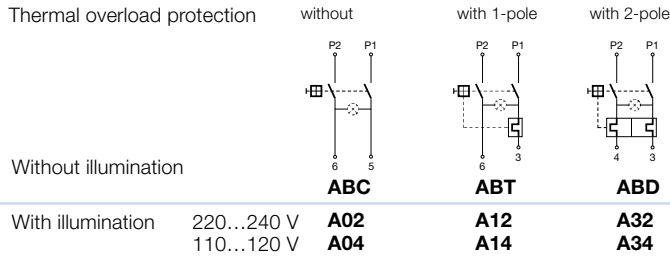 Thermal overload protection without with 1-pole with 2-pole
P2 P1 P2 P1 P2 P1
6 5 6 3 4 3
Without illumination
ABC ABT ABD
With illumination 220...240 V A02 A12 A32
110...120 V A04 A14 A34